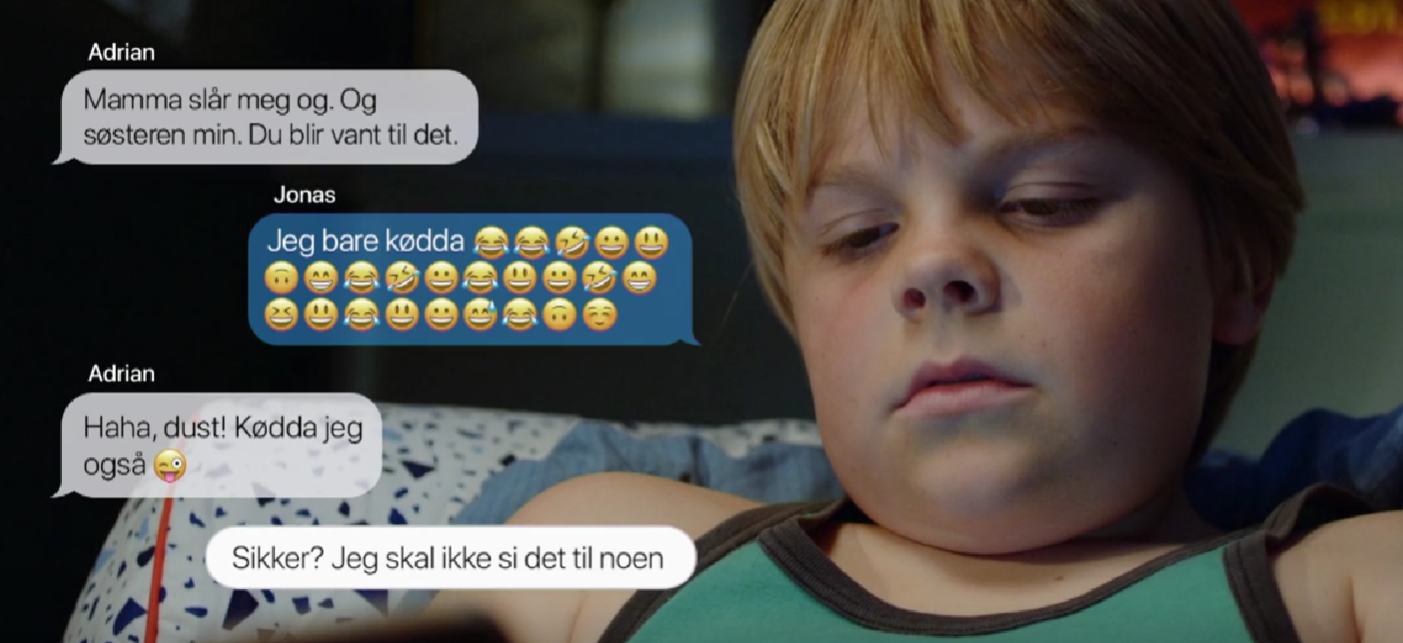 Adrian
Mamma slår meg og. Og
søsteren min. Du blir vant til det.
Jonas
Jeg bare kødda 😂😂🤣😀😃
🙃😁😂🤣😀😂😃😀🤣😁
😆😃😂😃😀😅😂🙃☺️
Adrian
Haha, dust! Kødda jeg
også 😜
Sikker? Jeg skal ikke si det til noen